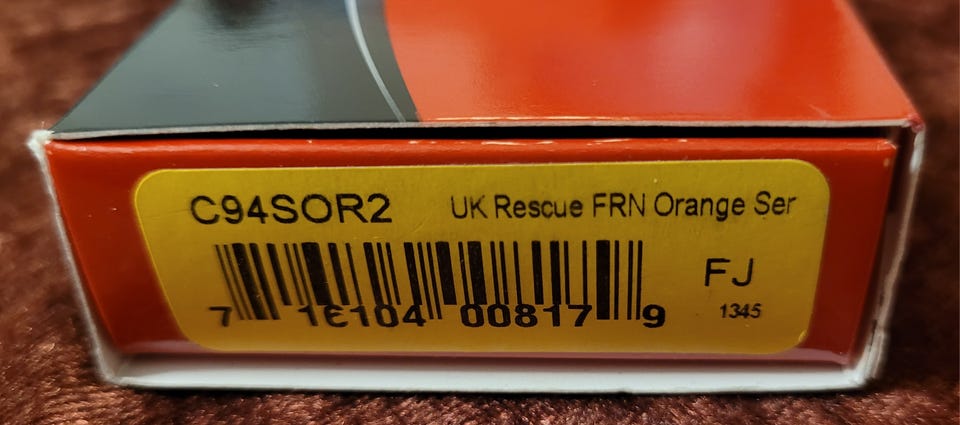 C94SOR2 UK Rescue FRN Orange Ser
FJ
7 16104 00817 9
1345